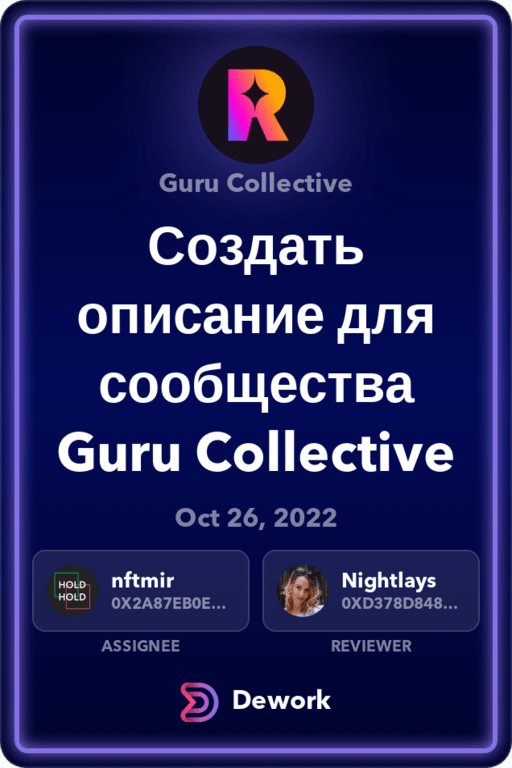 R
Guru Collective
Создать
описание для
сообщества
Guru Collective
Oct 26, 2022
HOLD
HOLD
nftmir
0X2A87EB0E...
Nightlays
0XD378D848...
ASSIGNEE
REVIEWER
Dework